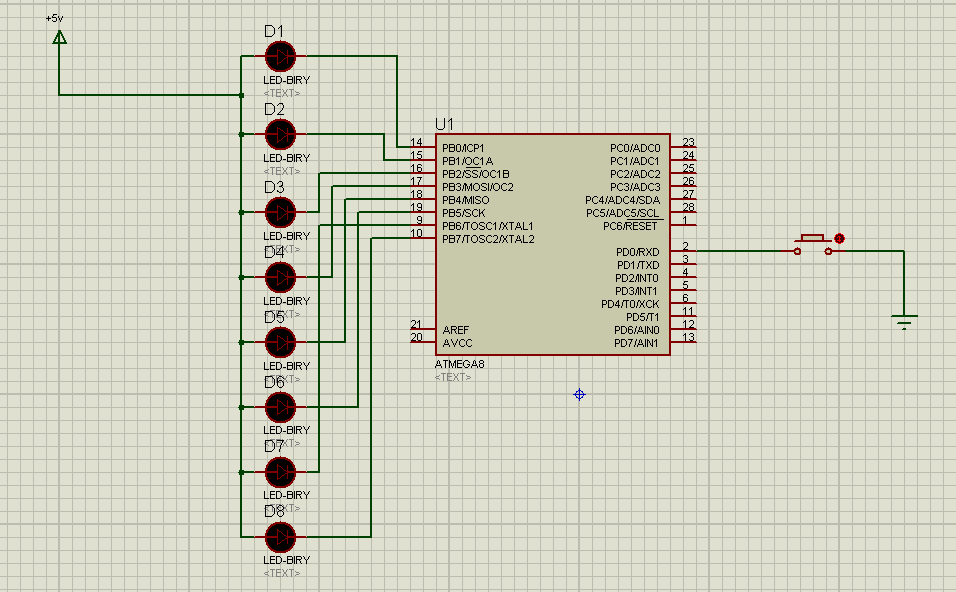 +5v
D1
LED-BIRY
<TEXT>
D2
LED-BIRY
<TEXT>
D3
LED-BIRY
<TEXT>
D4
LED-BIRY
<TEXT>
D5
LED-BIRY
<TEXT>
D6
LED-BIRY
<TEXT>
D7
LED-BIRY
<TEXT>
D8
LED-BIRY
<TEXT>
U1
14 PB0/ICP1
15 PB1/OC1A
16 PB2/SS/OC1B
17 PB3/MOSI/OC2
18 PB4/MISO
19 PB5/SCK
9 PB6/TOSC1/XTAL1
10 PB7/TOSC2/XTAL2
21 AREF
20 AVCC
PC0/ADC0 23
PC1/ADC1 24
PC2/ADC2 25
PC3/ADC3 26
PC4/ADC4/SDA 27
PC5/ADC5/SCL 28
PC6/RESET 1
PD0/RXD 2
PD1/TXD 3
PD2/INT0 4
PD3/INT1 5
PD4/T0/XCK 6
PD5/T1 11
PD6/AIN0 12
PD7/AIN1 13
ATMEGA8
<TEXT>